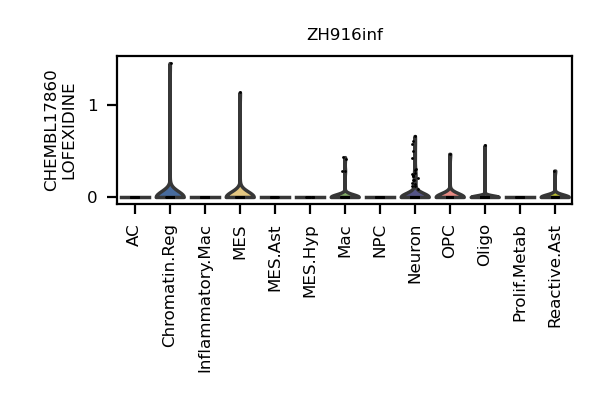 ZH916inf
CHEMBL17860
LOFEXIDINE
1
0
AC
Chromatin.Reg
Inflammatory.Mac
MES
MES.Ast
MES.Hyp
Mac
NPC
Neuron
OPC
Oligo
Prolif.Metab
Reactive.Ast